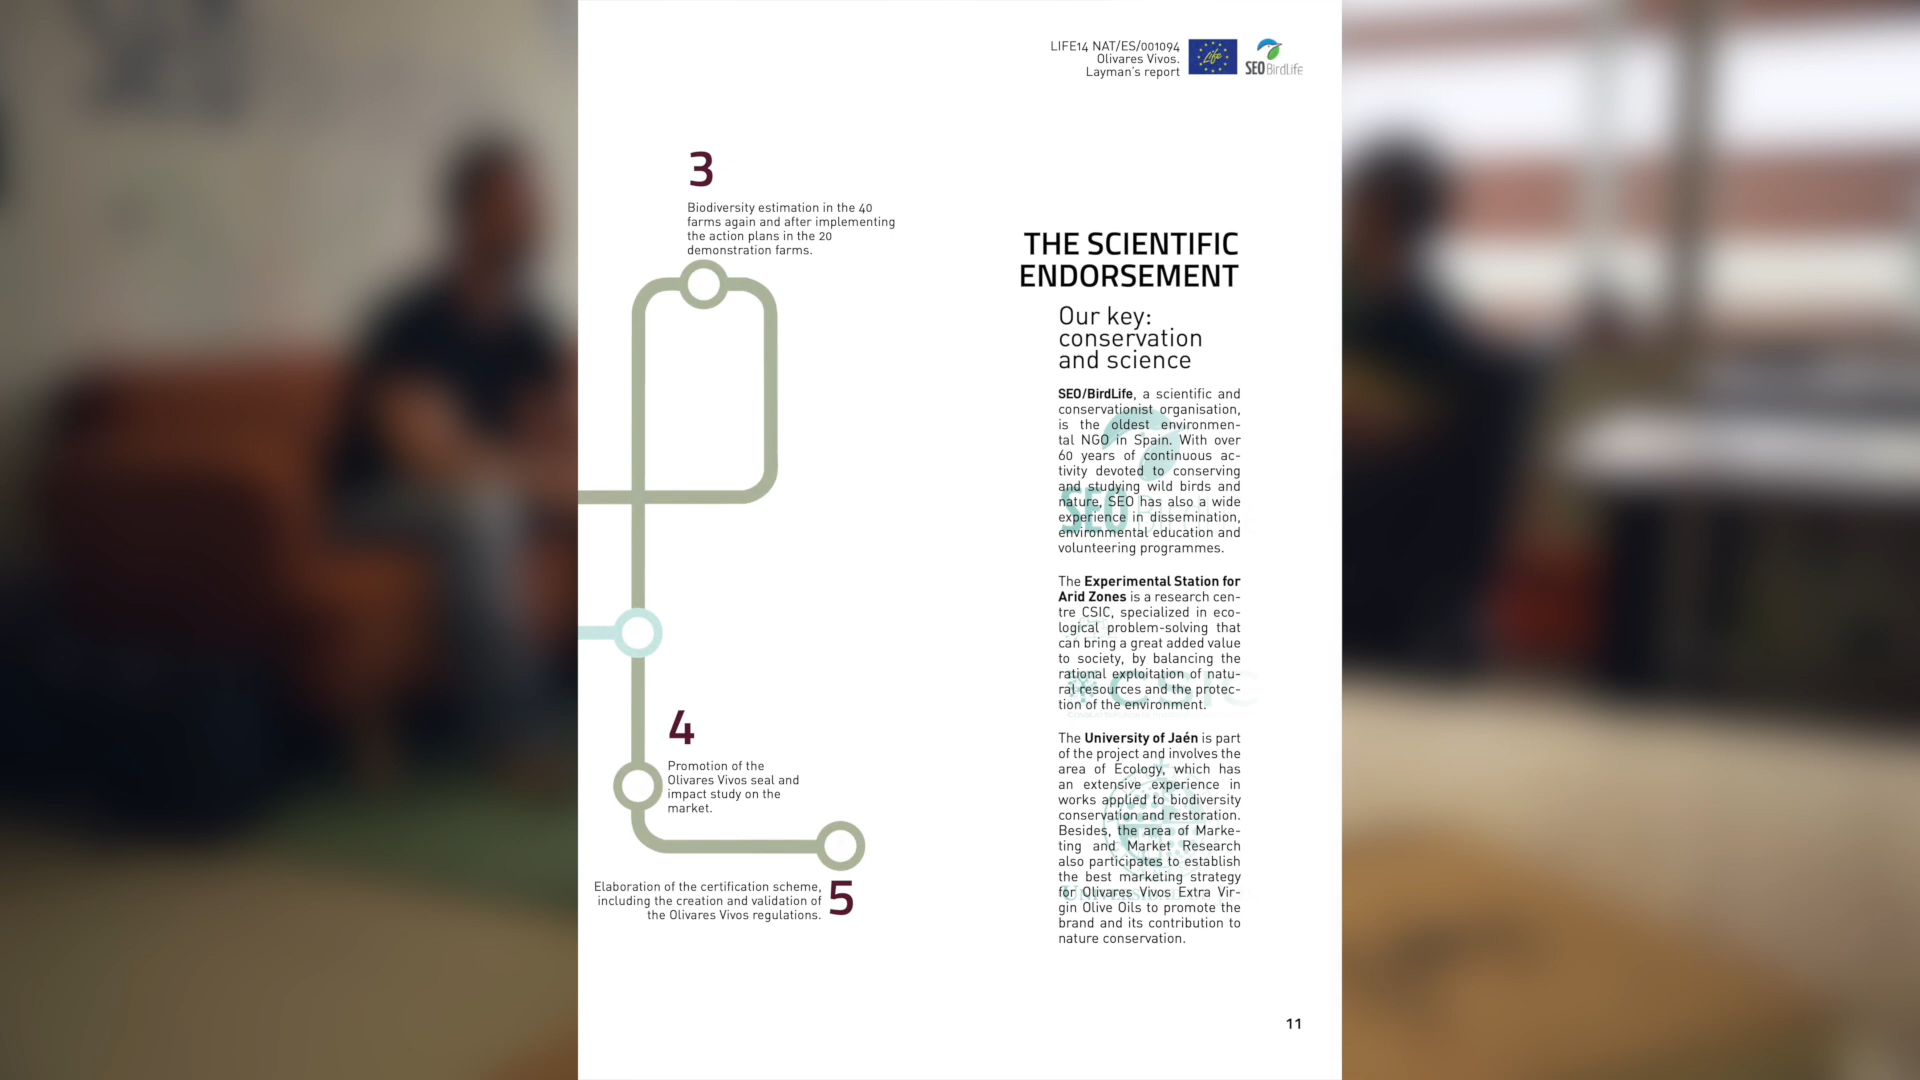 LIFE14 NAT/ES/001094
Olivares Vivos.
Layman's report
Life
SEO BirdLife
3
Biodiversity estimation in the 40
farms again and after implementing
the action plans in the 20
demonstration farms.
4
Promotion of the
Olivares Vivos seal and
impact study on the
market.
Elaboration of the certification scheme,
including the creation and validation of
the Olivares Vivos regulations.
5
THE SCIENTIFIC
ENDORSEMENT
Our key:
conservation
and science
SEO/BirdLife, a scientific and
conservationist organisation,
is the oldest environmen-
tal NGO in Spain. With over
60 years of continuous ac-
tivity devoted to conserving
and studying wild birds and
nature, SEO has also a wide
experience in dissemination,
environmental education and
volunteering programmes.
SEO
The Experimental Station for
Arid Zones is a research cen-
tre CSIC, specialized in eco-
logical problem-solving that
can bring a great added value
to society, by balancing the
rational exploitation of natu-
ral resources and the protec-
tion of the environment.
CSIC
The University of Jaén is part
of the project and involves the
area of Ecology, which has
an extensive experience in
works applied to biodiversity
conservation and restoration.
Besides, the area of Marke-
ting and Market Research
also participates to establish
the best marketing strategy
for Olivares Vivos Extra Vir-
gin Olive Oils to promote the
brand and its contribution to
nature conservation.
11